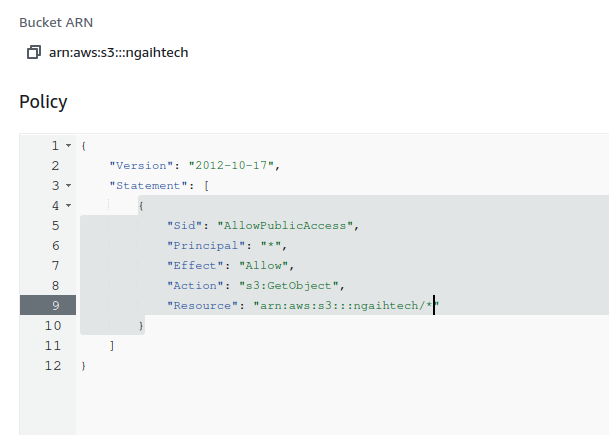 Bucket ARN
arn:aws:s3:::ngaihtech
Policy
1 {
2 "Version": "2012-10-17",
3 "Statement": [
4 {
5 "Sid": "AllowPublicAccess",
6 "Principal": "*",
7 "Effect": "Allow",
8 "Action": "s3:GetObject",
9 "Resource": "arn:aws:s3:::ngaihtech/*"
10 }
11 ]
12 }